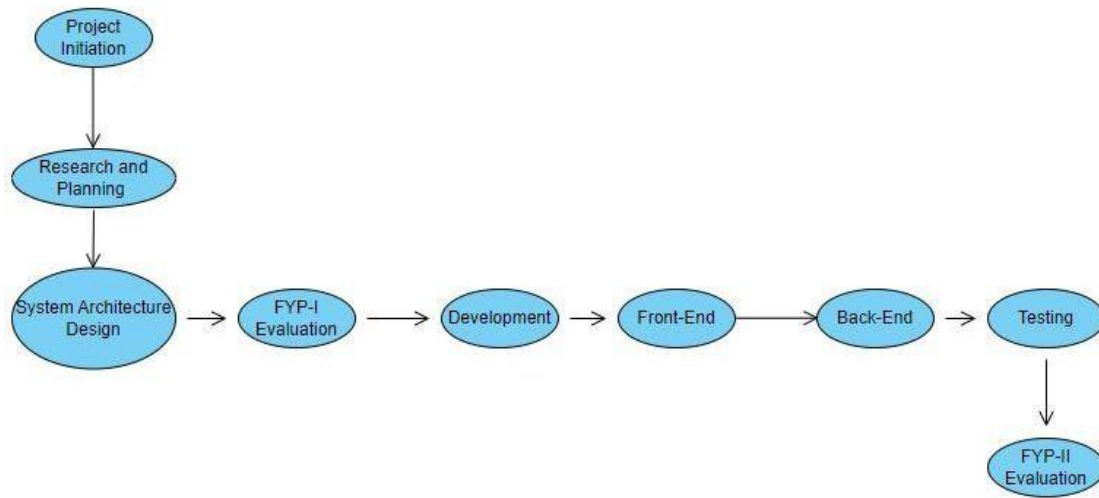 Project
Initiation
Research and
Planning
System Architecture
Design
FYP-I
Evaluation
Development
Front-End
Back-End
Testing
FYP-II
Evaluation